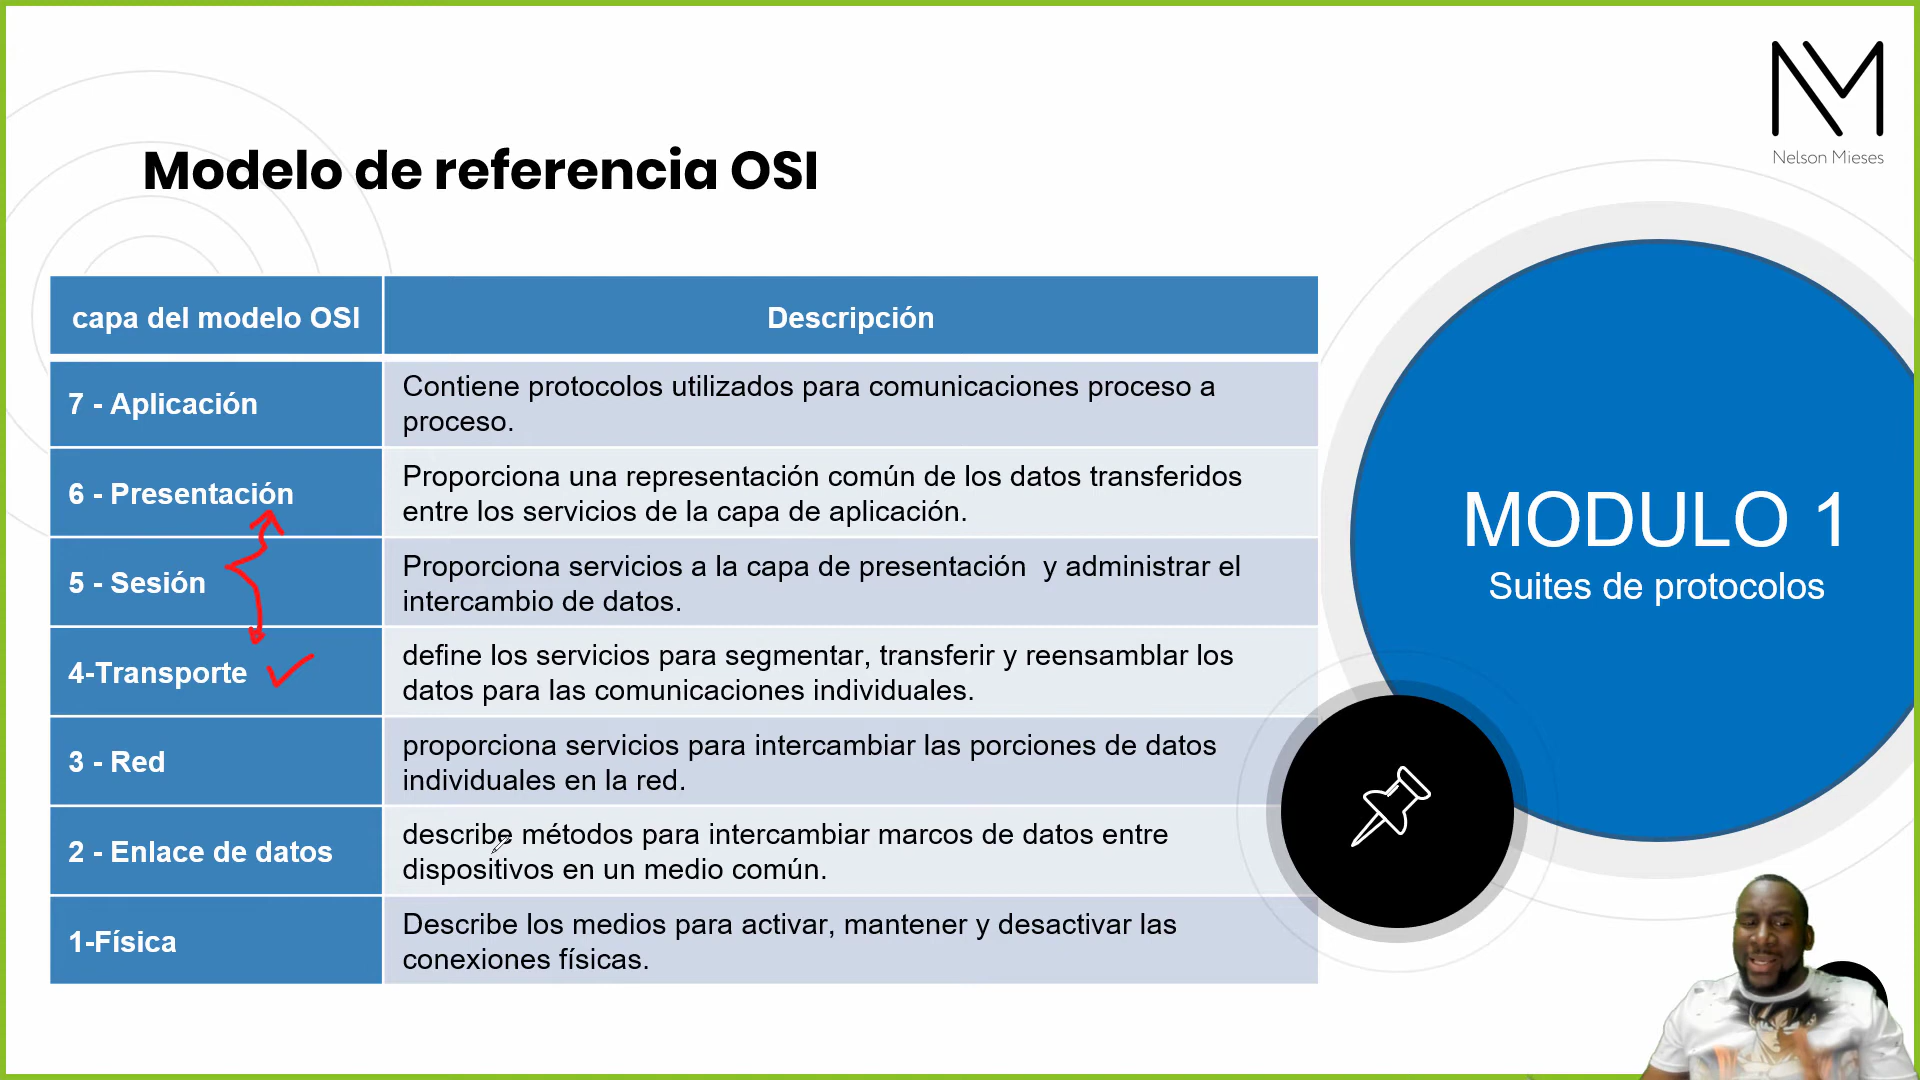 Nelson Mieses
Modelo de referencia OSI
capa del modelo OSI
Descripción
7 - Aplicación
Contiene protocolos utilizados para comunicaciones proceso a
proceso.
6 - Presentación
Proporciona una representación común de los datos transferidos
entre los servicios de la capa de aplicación.
5 - Sesión
Proporciona servicios a la capa de presentación  y administrar el
intercambio de datos.
4-Transporte
define los servicios para segmentar, transferir y reensamblar los
datos para las comunicaciones individuales.
3 - Red
proporciona servicios para intercambiar las porciones de datos
individuales en la red.
2 - Enlace de datos
describe métodos para intercambiar marcos de datos entre
dispositivos en un medio común.
1-Física
Describe los medios para activar, mantener y desactivar las
conexiones físicas.
MODULO 1
Suites de protocolos